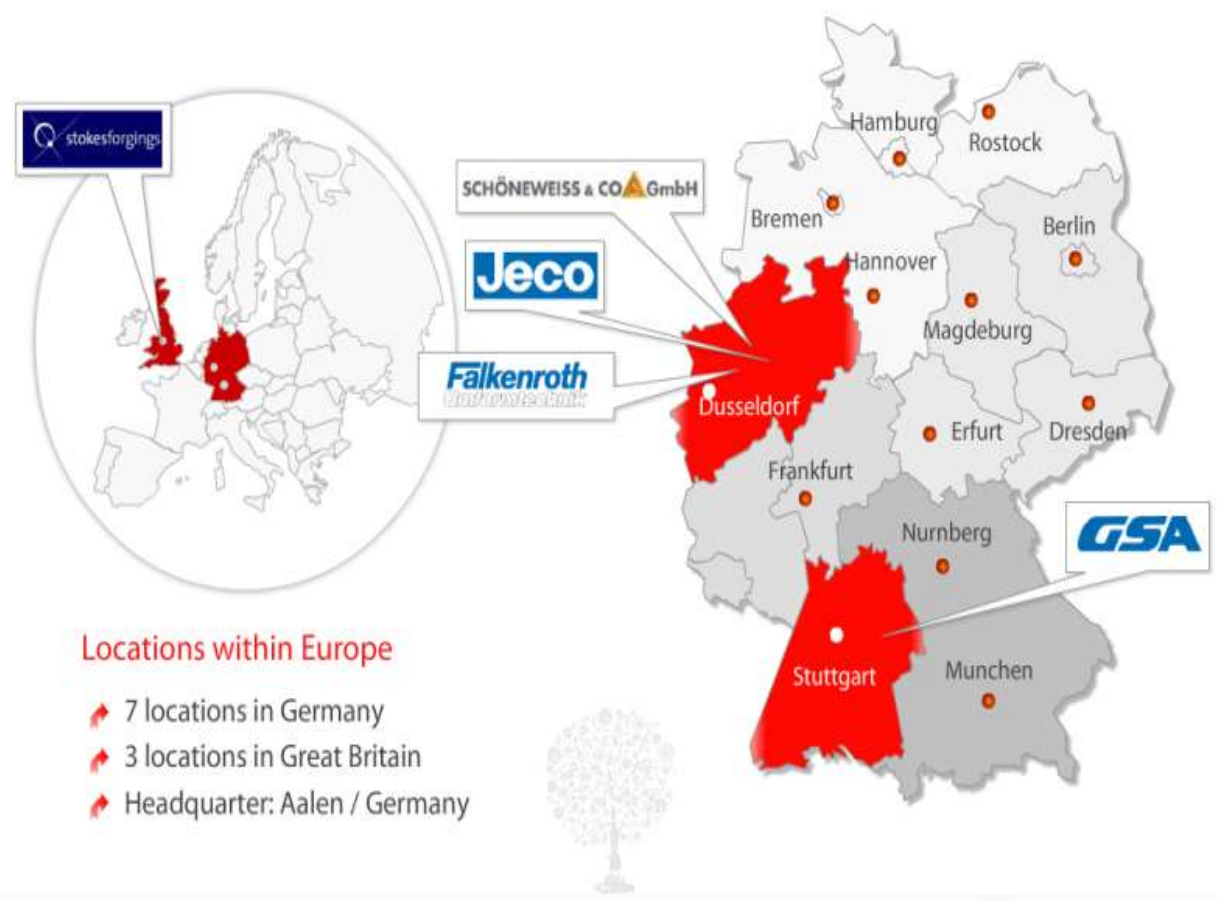 stokesforgings
SCHÖNEWEISS & CO GmbH
Jeco
Falkenroth
Umformtechnik
GSA
Hamburg
Rostock
Bremen
Berlin
Hannover
Magdeburg
Dusseldorf
Erfurt
Dresden
Frankfurt
Nurnberg
Stuttgart
Munchen
Locations within Europe
7 locations in Germany
3 locations in Great Britain
Headquarter: Aalen / Germany